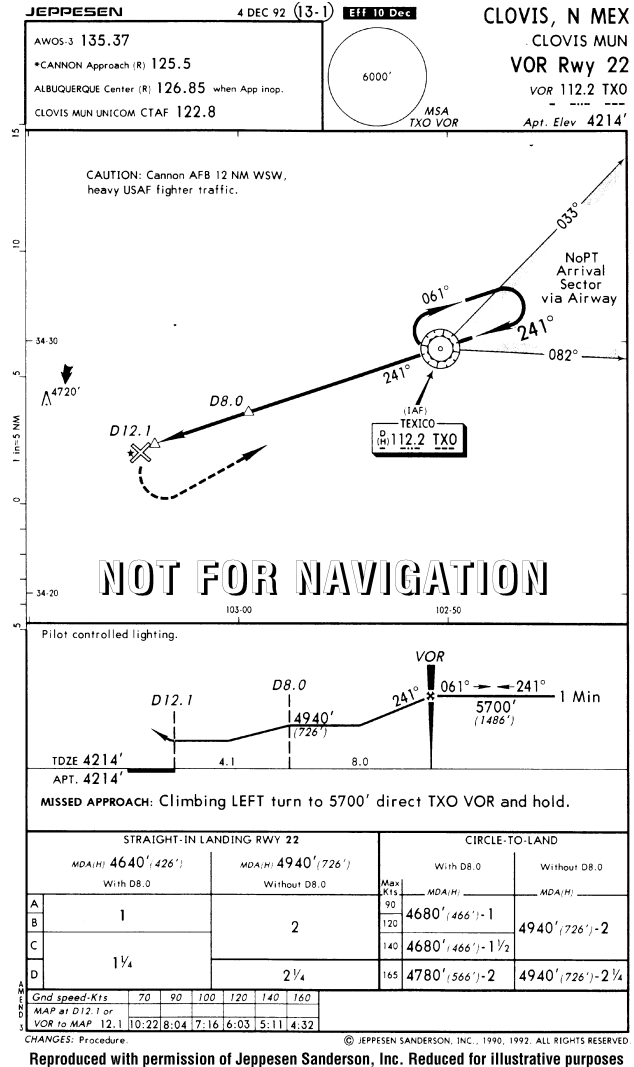 JEPPESEN 4 DEC 92 (13-1) Eff 10 Dec
CLOVIS, N MEX
CLOVIS MUN
VOR Rwy 22
VOR 112.2 TXO
Apt. Elev 4214'
AWOS-3 135.37
*CANNON Approach (R) 125.5
ALBUQUERQUE Center (R) 126.85 when App inop.
CLOVIS MUN UNICOM CTAF 122.8
6000'
MSA
TXO VOR
15
CAUTION: Cannon AFB 12 NM WSW,
heavy USAF fighter traffic.
033°
10
NoPT
Arrival
Sector
via Airway
061°
241°
34-30
082°
241°
5
4720'
D8.0
(IAF)
TEXICO
D
(H) 112.2 TXO
D12.1
1 in=5 NM
0
NOT FOR NAVIGATION
34-20
103-00
102-50
5
Pilot controlled lighting.
VOR
D12.1
D8.0
241°
061° 241°
5700'
(1486')
1 Min
4940'
(726')
TDZE 4214'
4.1
8.0
APT. 4214'
MISSED APPROACH: Climbing LEFT turn to 5700' direct TXO VOR and hold.
STRAIGHT-IN LANDING RWY 22
CIRCLE-TO-LAND
MDA(H) 4640'(426')
MDA(H) 4940'(726')
With D8.0
Without D8.0
With D8.0
Without D8.0
Max
Kts
MDA(H)
MDA(H)
A
B
C
D
1
1¼
2
2¼
90
120
140
165
4680'(466')-1
4680'(466')-1½
4780'(566')-2
4940'(726')-2
4940'(726')-2¼
AMEND 3
Gnd speed-Kts 70 90 100 120 140 160
MAP at D12.1 or
VOR to MAP 12.1 10:22 8:04 7:16 6:03 5:11 4:32
CHANGES: Procedure.
© JEPPESEN SANDERSON, INC., 1990, 1992. ALL RIGHTS RESERVED
Reproduced with permission of Jeppesen Sanderson, Inc. Reduced for illustrative purposes